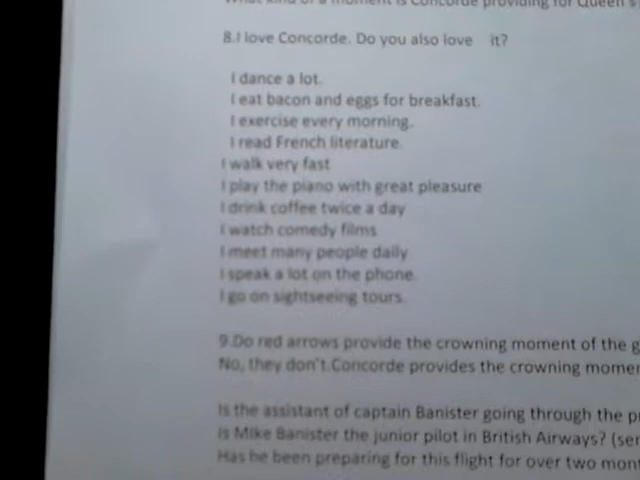 What kind of a moment is Concorde providing for Queen's
8.I love Concorde. Do you also love it?
I dance a lot.
I eat bacon and eggs for breakfast.
I exercise every morning.
I read French literature.
I walk very fast
I play the piano with great pleasure
I drink coffee twice a day
I watch comedy films
I meet many people daily
I speak a lot on the phone.
I go on sightseeing tours.
9.Do red arrows provide the crowning moment of the
No, they don't.Concorde provides the crowning
Is the assistant of captain Banister going through the
Is Mike Banister the junior pilot in British Airways?
Has he been preparing for this flight for over two